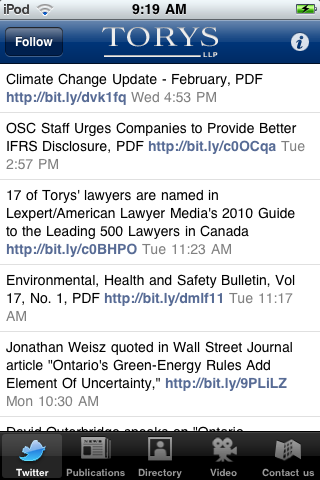 iPod 9:19 AM
Follow TORYS
LLP
Climate Change Update - February, PDF
http://bit.ly/dvk1fq Wed 4:53 PM
OSC Staff Urges Companies to Provide Better
IFRS Disclosure, PDF http://bit.ly/c0OCqa Tue
2:57 PM
17 of Torys' lawyers are named in
Lexpert/American Lawyer Media's 2010 Guide
to the Leading 500 Lawyers in Canada
http://bit.ly/c0BHPO Tue 11:23 AM
Environmental, Health and Safety Bulletin, Vol
17, No. 1, PDF http://bit.ly/dmlf11 Tue 11:17
AM
Jonathan Weisz quoted in Wall Street Journal
article "Ontario's Green-Energy Rules Add
Element Of Uncertainty," http://bit.ly/9PLiLZ
Mon 10:30 AM
David Outerbridge speaks on "Ontario
Twitter Publications Directory Video Contact us